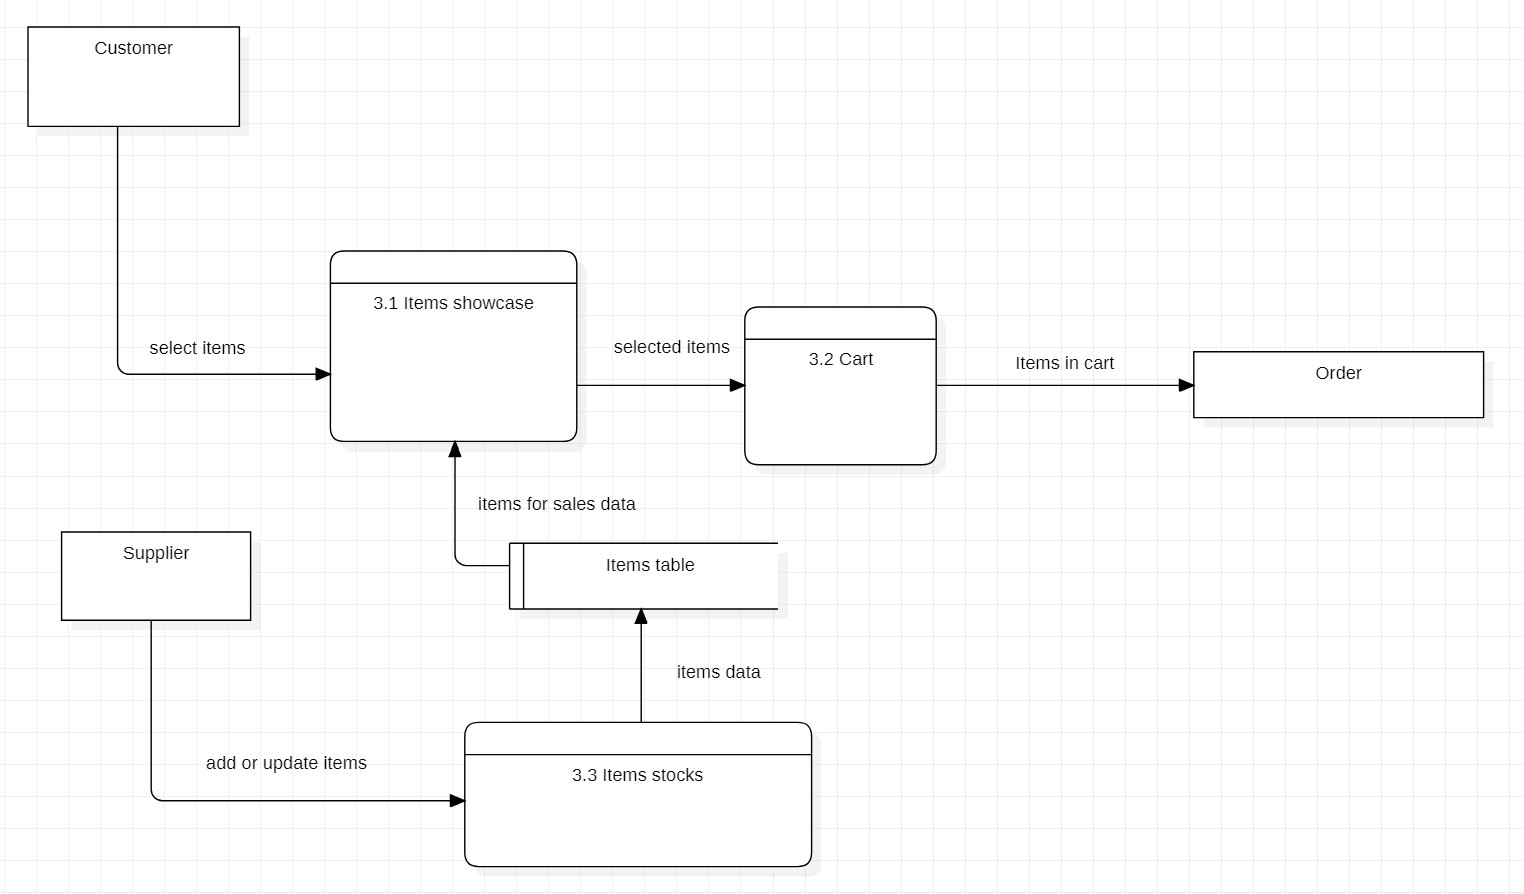 Customer
3.1 Items showcase
select items
selected items
3.2 Cart
Items in cart
Order
items for sales data
Supplier
Items table
items data
add or update items
3.3 Items stocks